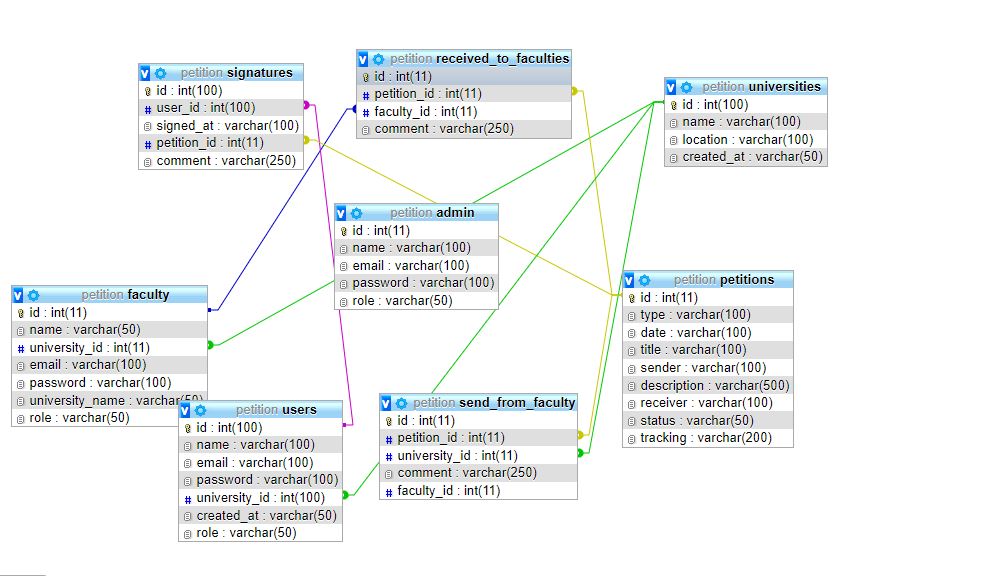 petition signatures
id : int(100)
# user_id : int(100)
signed_at : varchar(100)
# petition_id : int(11)
comment : varchar(250)
petition received_to_faculties
id : int(11)
# petition_id : int(11)
# faculty_id : int(11)
comment : varchar(250)
petition universities
id : int(100)
name : varchar(100)
location : varchar(100)
created_at : varchar(50)
petition admin
id : int(11)
name : varchar(100)
email : varchar(100)
password : varchar(100)
role : varchar(50)
petition petitions
id : int(11)
type : varchar(100)
date : varchar(100)
title : varchar(100)
sender : varchar(100)
description : varchar(500)
receiver : varchar(100)
status : varchar(50)
tracking : varchar(200)
petition faculty
id : int(11)
name : varchar(50)
# university_id : int(11)
email : varchar(100)
password : varchar(100)
university_name : varchar(50)
role : varchar(50)
petition users
id : int(100)
name : varchar(100)
email : varchar(100)
password : varchar(100)
# university_id : int(100)
created_at : varchar(50)
role : varchar(50)
petition send_from_faculty
id : int(11)
# petition_id : int(11)
# university_id : int(11)
comment : varchar(250)
# faculty_id : int(11)